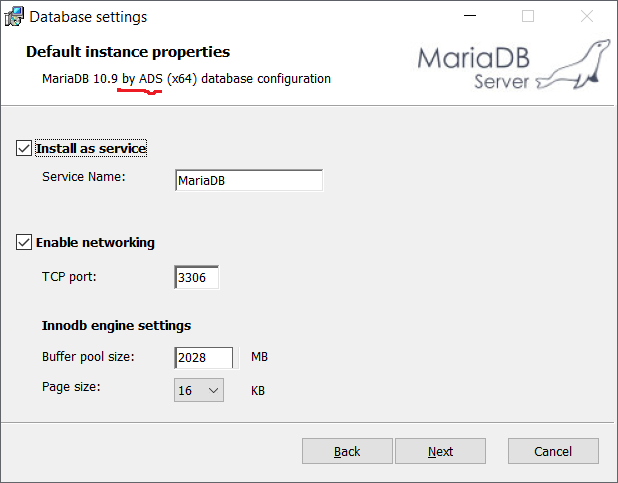 Database settings
Default instance properties
MariaDB 10.9 by ADS (x64) database configuration
MariaDB
Server
Install as service
Service Name: MariaDB
Enable networking
TCP port: 3306
Innodb engine settings
Buffer pool size: 2028 MB
Page size: 16 KB
Back Next Cancel